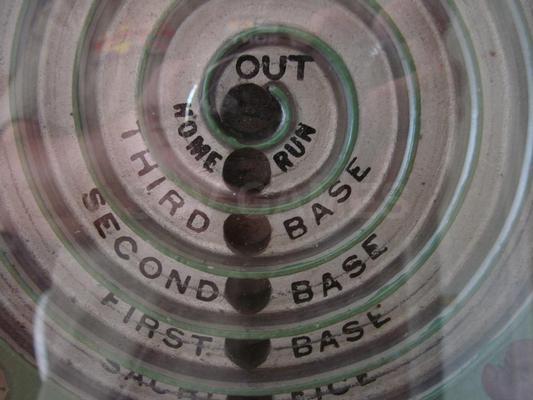 OUT
HOME RUN
THIRD BASE
SECOND BASE
FIRST BASE